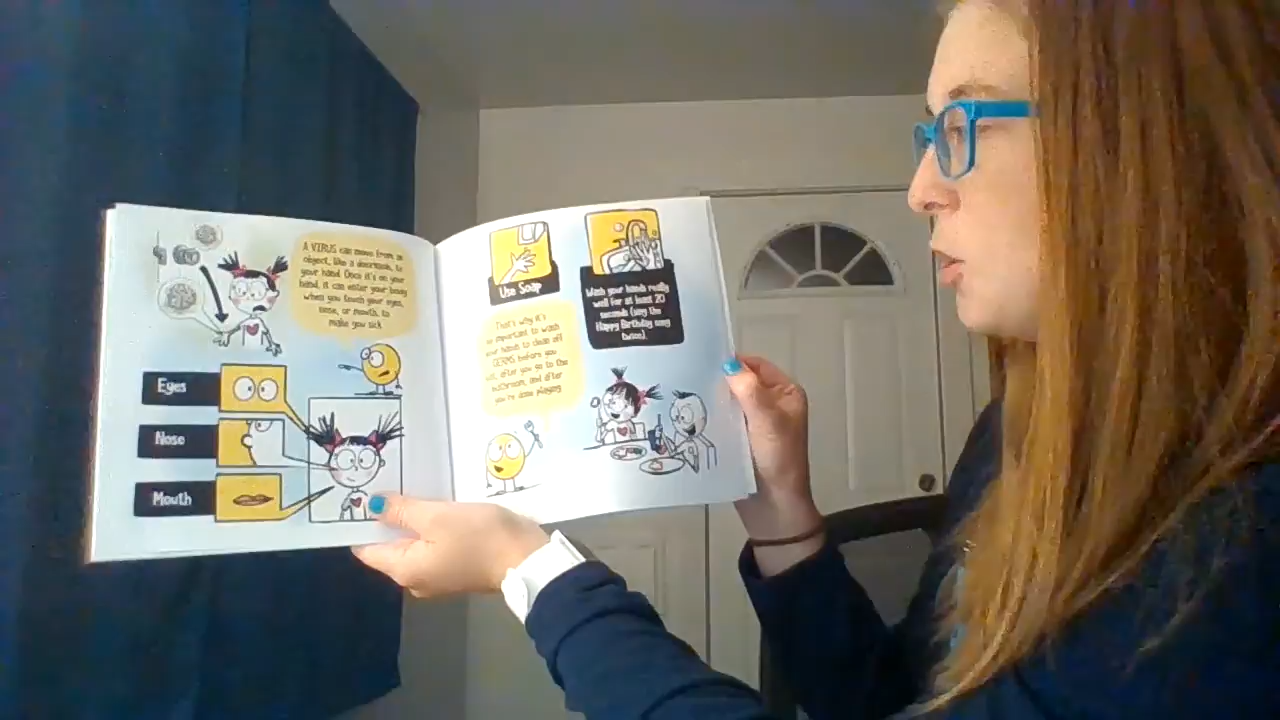 A VIRUS can move from an
object, like a doorknob, to
your hand. Once it's on your
hand, it can enter your body
when you touch your eyes,
nose, or mouth, to
make you sick.
Eyes
Nose
Mouth
Use Soap
Wash your hands really
well for at least 20
seconds (sing the
Happy Birthday song
twice).
That's why it's
so important to wash
your hands to clean off
GERMS before you
eat, after you go to the
bathroom, and after
you're done playing.